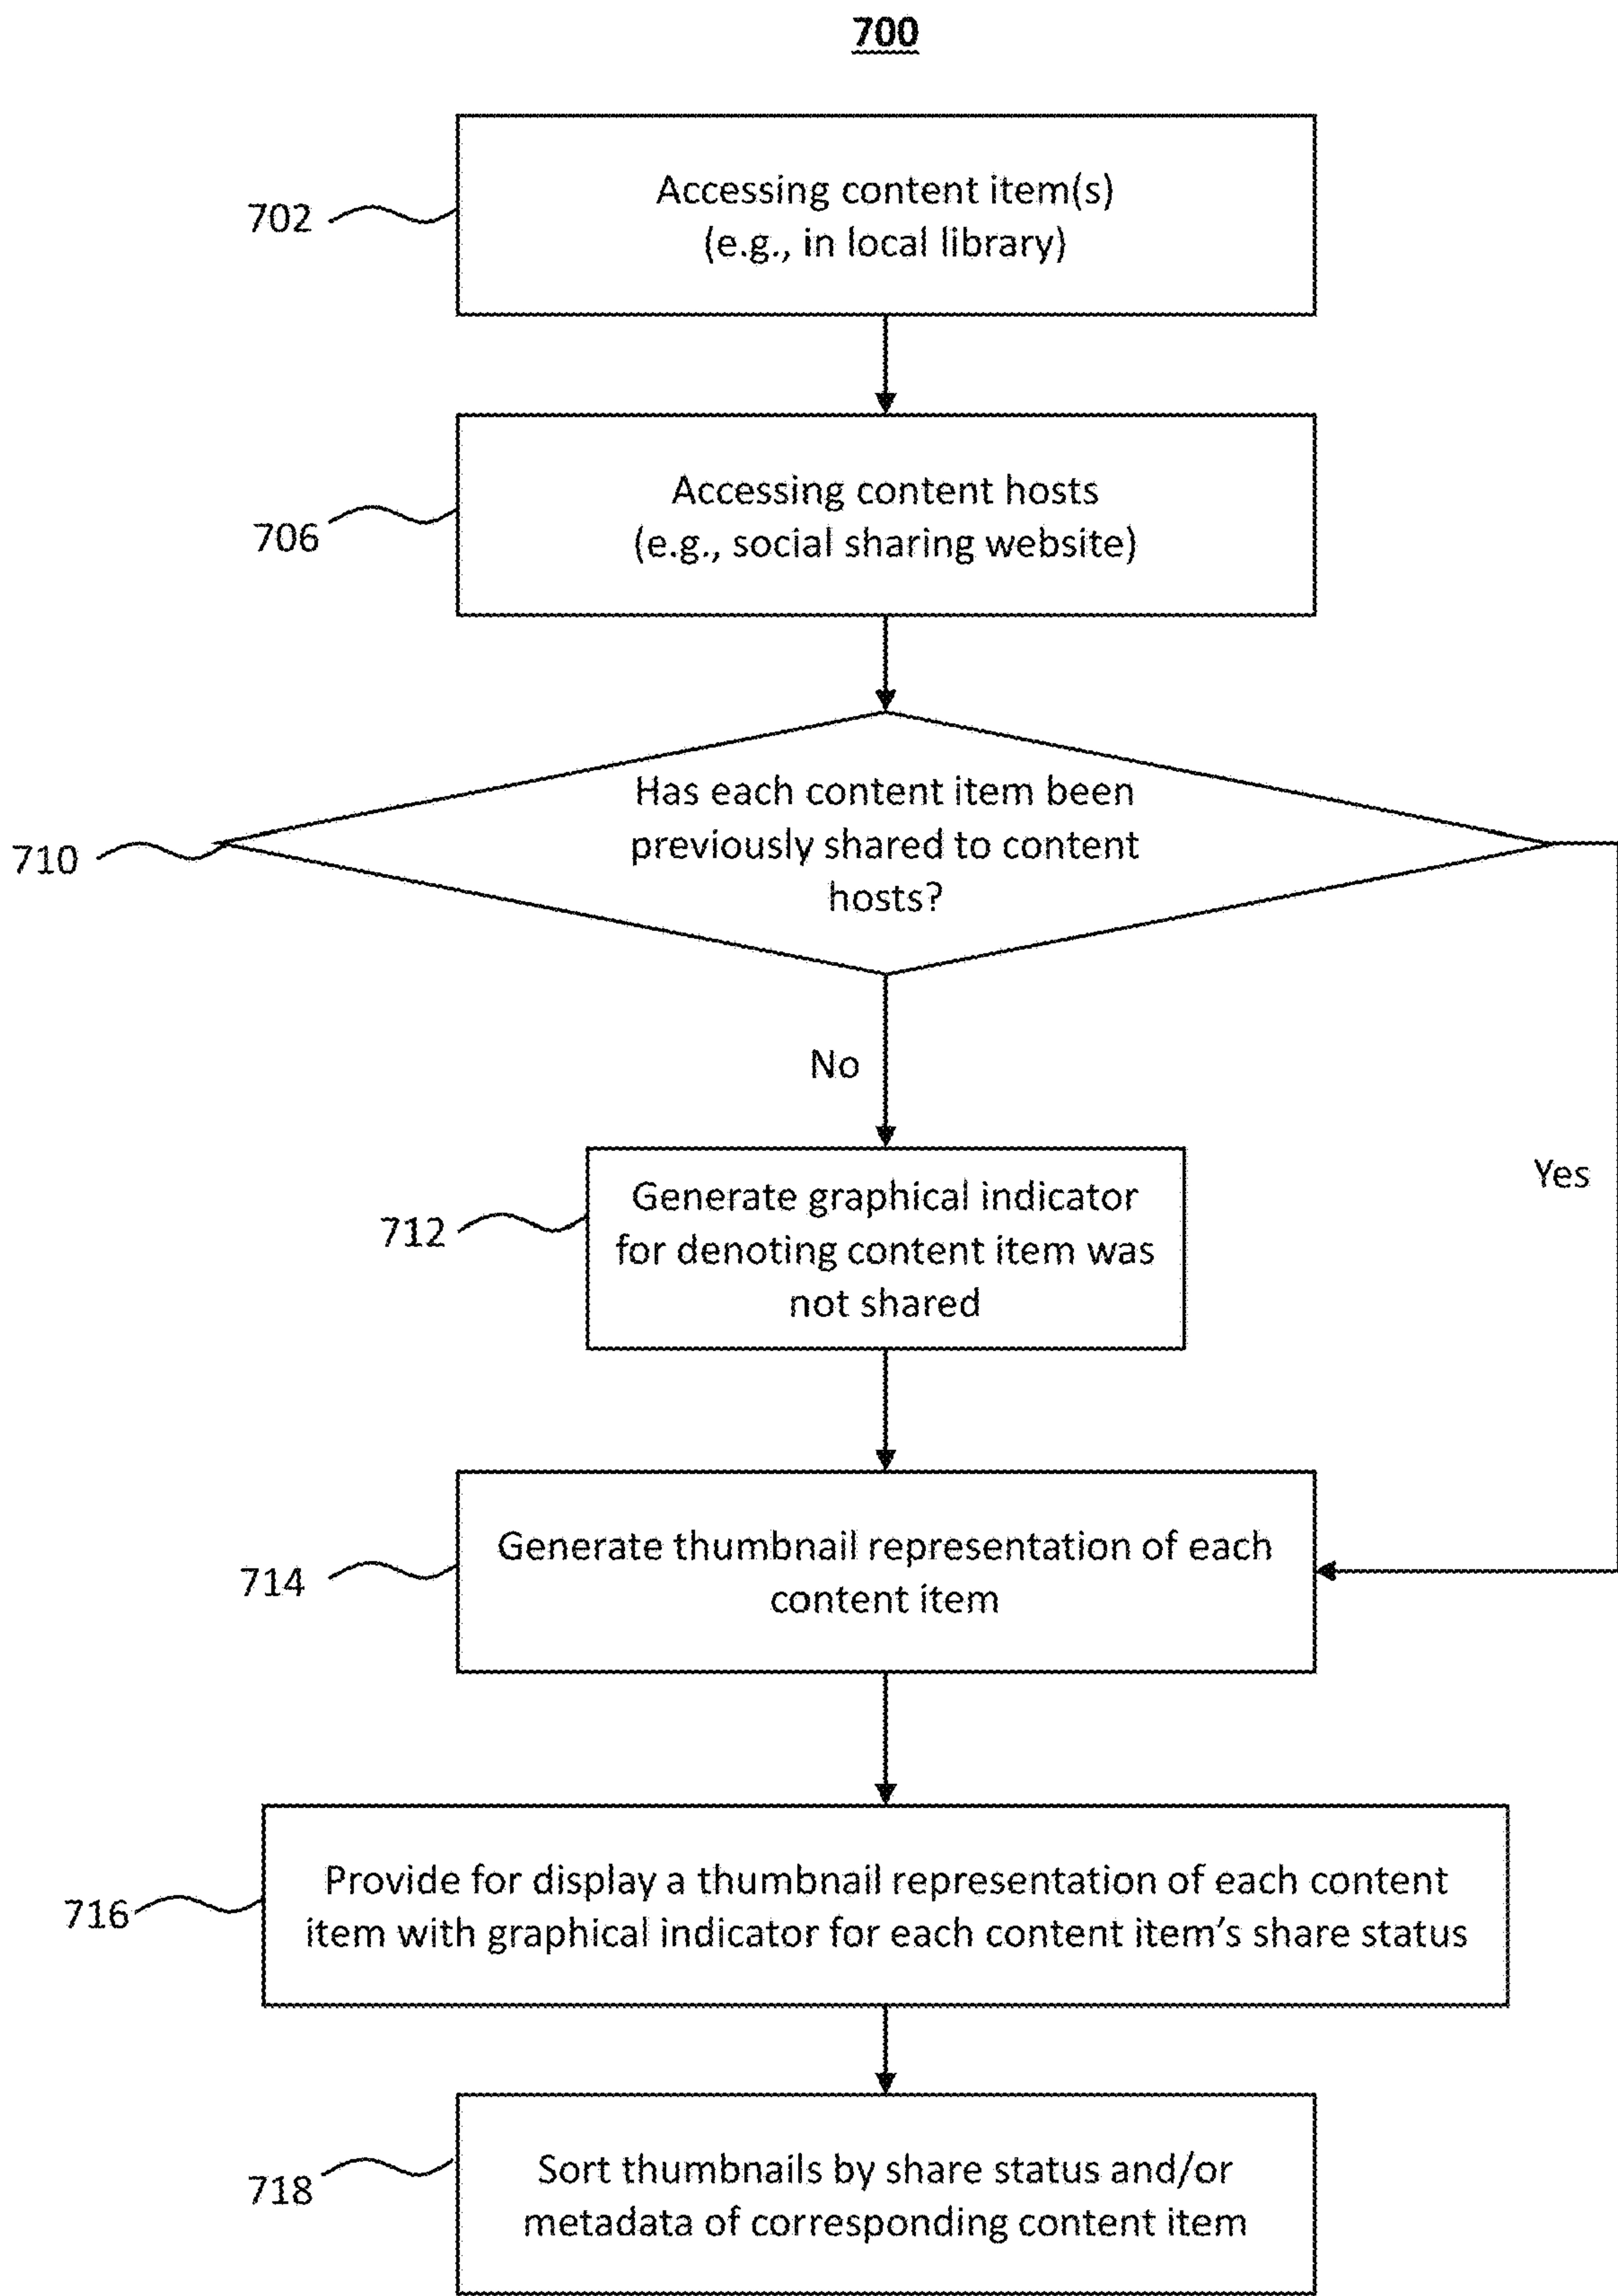 700
Accessing content item(s)
(e.g., in local library)
702
Accessing content hosts
(e.g., social sharing website)
706
Has each content item been
previously shared to content
hosts?
710
No
Yes
Generate graphical indicator
for denoting content item was
not shared
712
Generate thumbnail representation of each
content item
714
Provide for display a thumbnail representation of each content
item with graphical indicator for each content item's share status
716
Sort thumbnails by share status and/or
metadata of corresponding content item
718